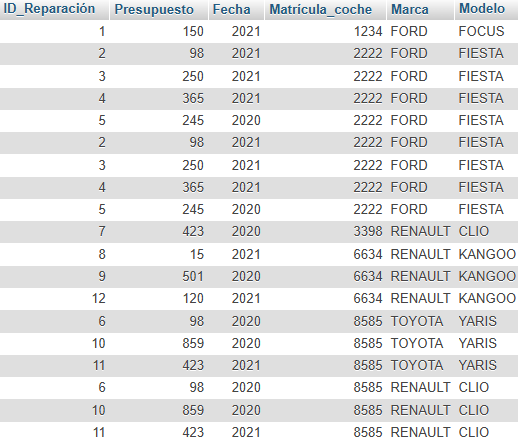 ID_Reparación Presupuesto Fecha Matrícula_coche Marca Modelo
1 150 2021 1234 FORD FOCUS
2 98 2021 2222 FORD FIESTA
3 250 2021 2222 FORD FIESTA
4 365 2021 2222 FORD FIESTA
5 245 2020 2222 FORD FIESTA
2 98 2021 2222 FORD FIESTA
3 250 2021 2222 FORD FIESTA
4 365 2021 2222 FORD FIESTA
5 245 2020 2222 FORD FIESTA
7 423 2020 3398 RENAULT CLIO
8 15 2021 6634 RENAULT KANGOO
9 501 2020 6634 RENAULT KANGOO
12 120 2021 6634 RENAULT KANGOO
6 98 2020 8585 TOYOTA YARIS
10 859 2020 8585 TOYOTA YARIS
11 423 2021 8585 TOYOTA YARIS
6 98 2020 8585 RENAULT CLIO
10 859 2020 8585 RENAULT CLIO
11 423 2021 8585 RENAULT CLIO